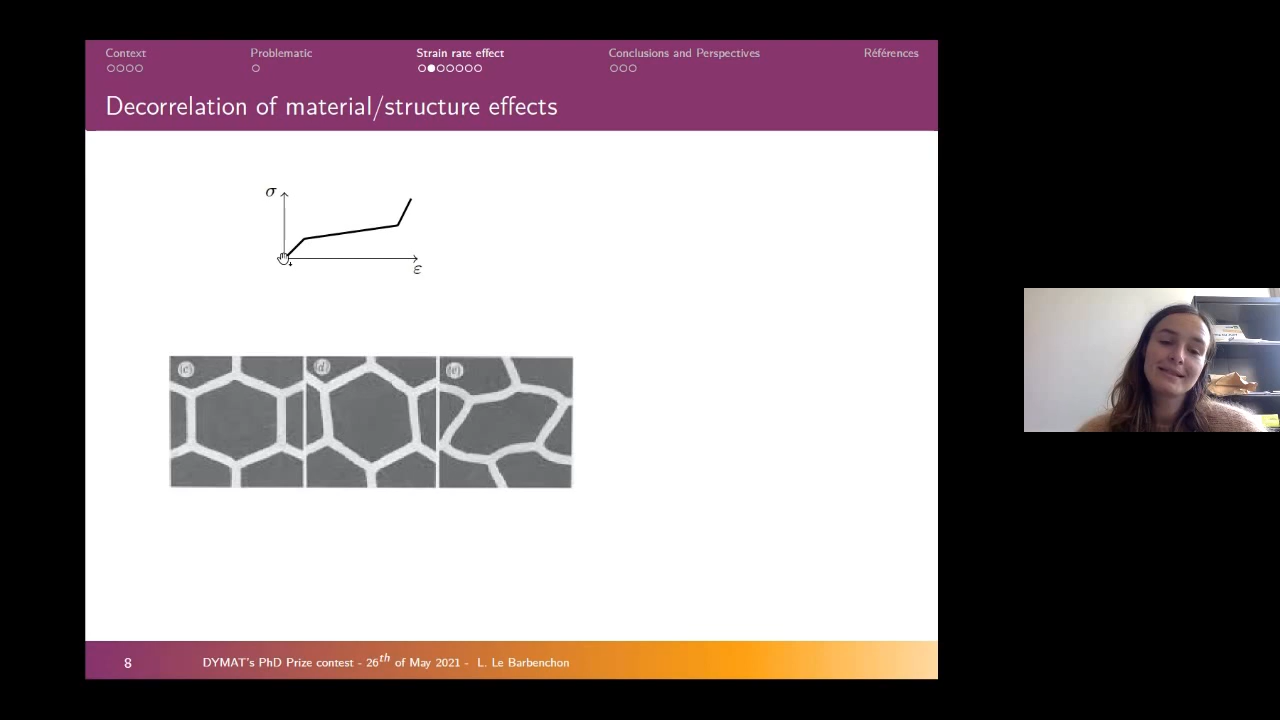 Context Problematic Strain rate effect Conclusions and Perspectives Références
Decorrelation of material/structure effects
σ
ε
(c) (d) (e)
8 DYMAT's PhD Prize contest - 26th of May 2021 - L. Le Barbenchon